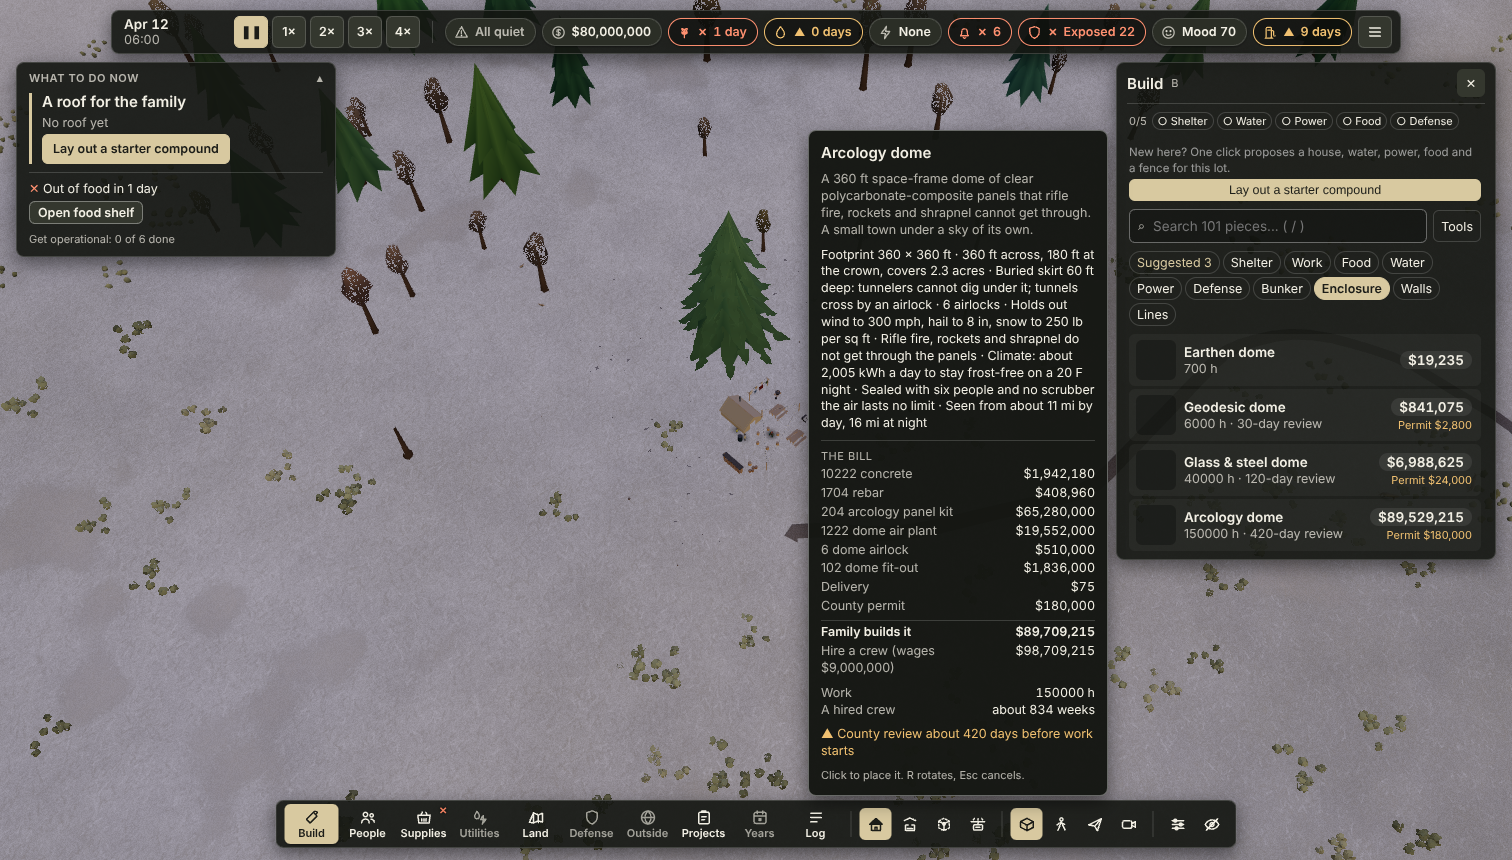 Apr 12
06:00
1×
2×
3×
4×
All quiet
$80,000,000
× 1 day
▲ 0 days
None
× 6
× Exposed 22
Mood 70
▲ 9 days
WHAT TO DO NOW ▲
A roof for the family
No roof yet
Lay out a starter compound
× Out of food in 1 day
Open food shelf
Get operational: 0 of 6 done
Arcology dome
A 360 ft space-frame dome of clear
polycarbonate-composite panels that rifle
fire, rockets and shrapnel cannot get through.
A small town under a sky of its own.
Footprint 360 × 360 ft · 360 ft across, 180 ft at
the crown, covers 2.3 acres · Buried skirt 60 ft
deep: tunnelers cannot dig under it; tunnels
cross by an airlock · 6 airlocks · Holds out
wind to 300 mph, hail to 8 in, snow to 250 lb
per sq ft · Rifle fire, rockets and shrapnel do
not get through the panels · Climate: about
2,005 kWh a day to stay frost-free on a 20 F
night · Sealed with six people and no scrubber
the air lasts no limit · Seen from about 11 mi by
day, 16 mi at night
THE BILL
10222 concrete $1,942,180
1704 rebar $408,960
204 arcology panel kit $65,280,000
1222 dome air plant $19,552,000
6 dome airlock $510,000
102 dome fit-out $1,836,000
Delivery $75
County permit $180,000
Family builds it $89,709,215
Hire a crew (wages $98,709,215
$9,000,000)
Work 150000 h
A hired crew about 834 weeks
▲ County review about 420 days before work
starts
Click to place it. R rotates, Esc cancels.
Build B ×
0/5 Shelter Water Power Food Defense
New here? One click proposes a house, water, power, food and
a fence for this lot.
Lay out a starter compound
Search 101 pieces... ( / ) Tools
Suggested 3 Shelter Work Food Water
Power Defense Bunker Enclosure Walls
Lines
Earthen dome $19,235
700 h
Geodesic dome $841,075
6000 h · 30-day review Permit $2,800
Glass & steel dome $6,988,625
40000 h · 120-day review Permit $24,000
Arcology dome $89,529,215
150000 h · 420-day review Permit $180,000
Build
People
Supplies ×
Utilities
Land
Defense
Outside
Projects
Years
Log